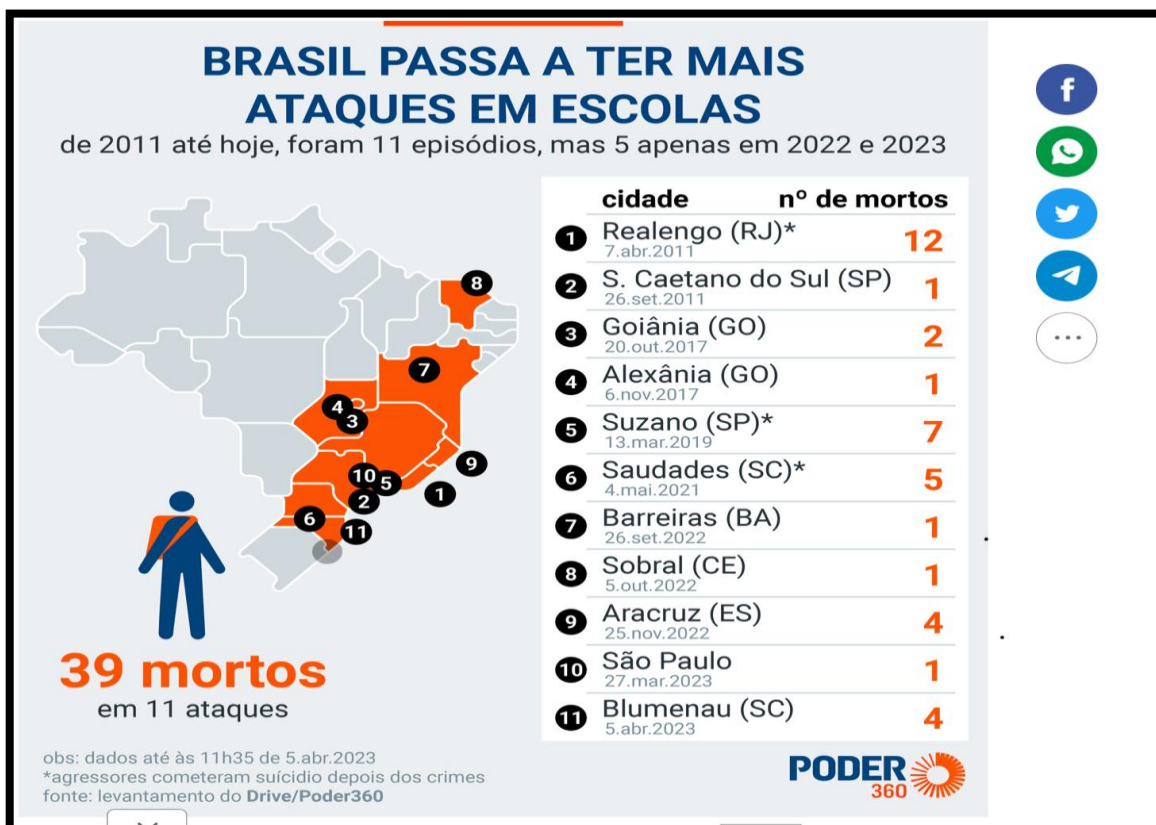 BRASIL PASSA A TER MAIS
ATAQUES EM ESCOLAS
de 2011 até hoje, foram 11 episódios, mas 5 apenas em 2022 e 2023
cidade nº de mortos
1 Realengo (RJ)* 12
7.abr.2011
2 S. Caetano do Sul (SP) 1
26.set.2011
3 Goiânia (GO) 2
20.out.2017
4 Alexânia (GO) 1
6.nov.2017
5 Suzano (SP)* 7
13.mar.2019
6 Saudades (SC)* 5
4.mai.2021
7 Barreiras (BA) 1
26.set.2022
8 Sobral (CE) 1
5.out.2022
9 Aracruz (ES) 4
25.nov.2022
10 São Paulo 1
27.mar.2023
11 Blumenau (SC) 4
5.abr.2023
8
7
4
3
9
10
5
1
2
6
11
39 mortos
em 11 ataques
obs: dados até às 11h35 de 5.abr.2023
*agressores cometeram suícidio depois dos crimes
fonte: levantamento do Drive/Poder360
PODER
360